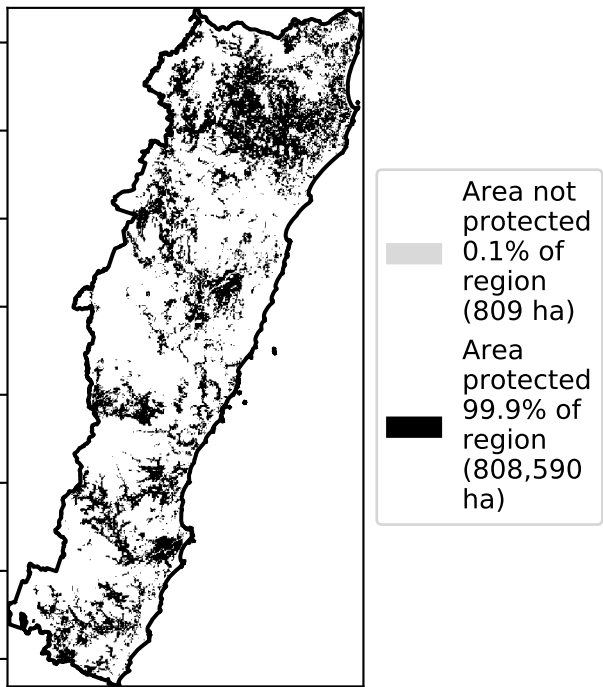 Area not
protected
0.1% of
region
(809 ha)
Area
protected
99.9% of
region
(808,590
ha)